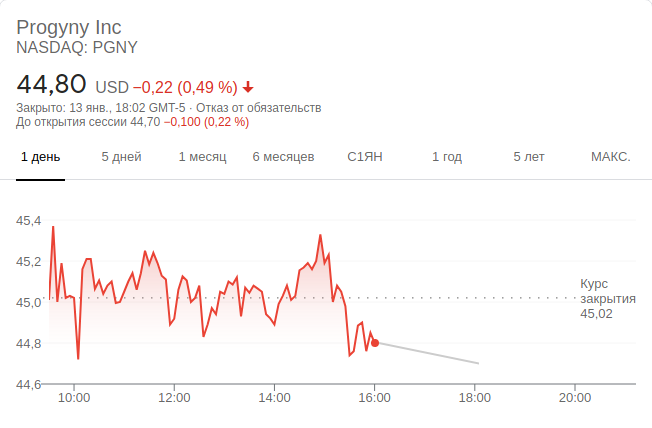 Progyny Inc
NASDAQ: PGNY
44,80 USD −0,22 (0,49 %)
Закрыто: 13 янв., 18:02 GMT-5 · Отказ от обязательств
До открытия сессии 44,70 −0,100 (0,22 %)
1 день 5 дней 1 месяц 6 месяцев С1ЯН 1 год 5 лет МАКС.
45,4
45,2
45,0
44,8
44,6
Курс
закрытия
45,02
10:00 12:00 14:00 16:00 18:00 20:00